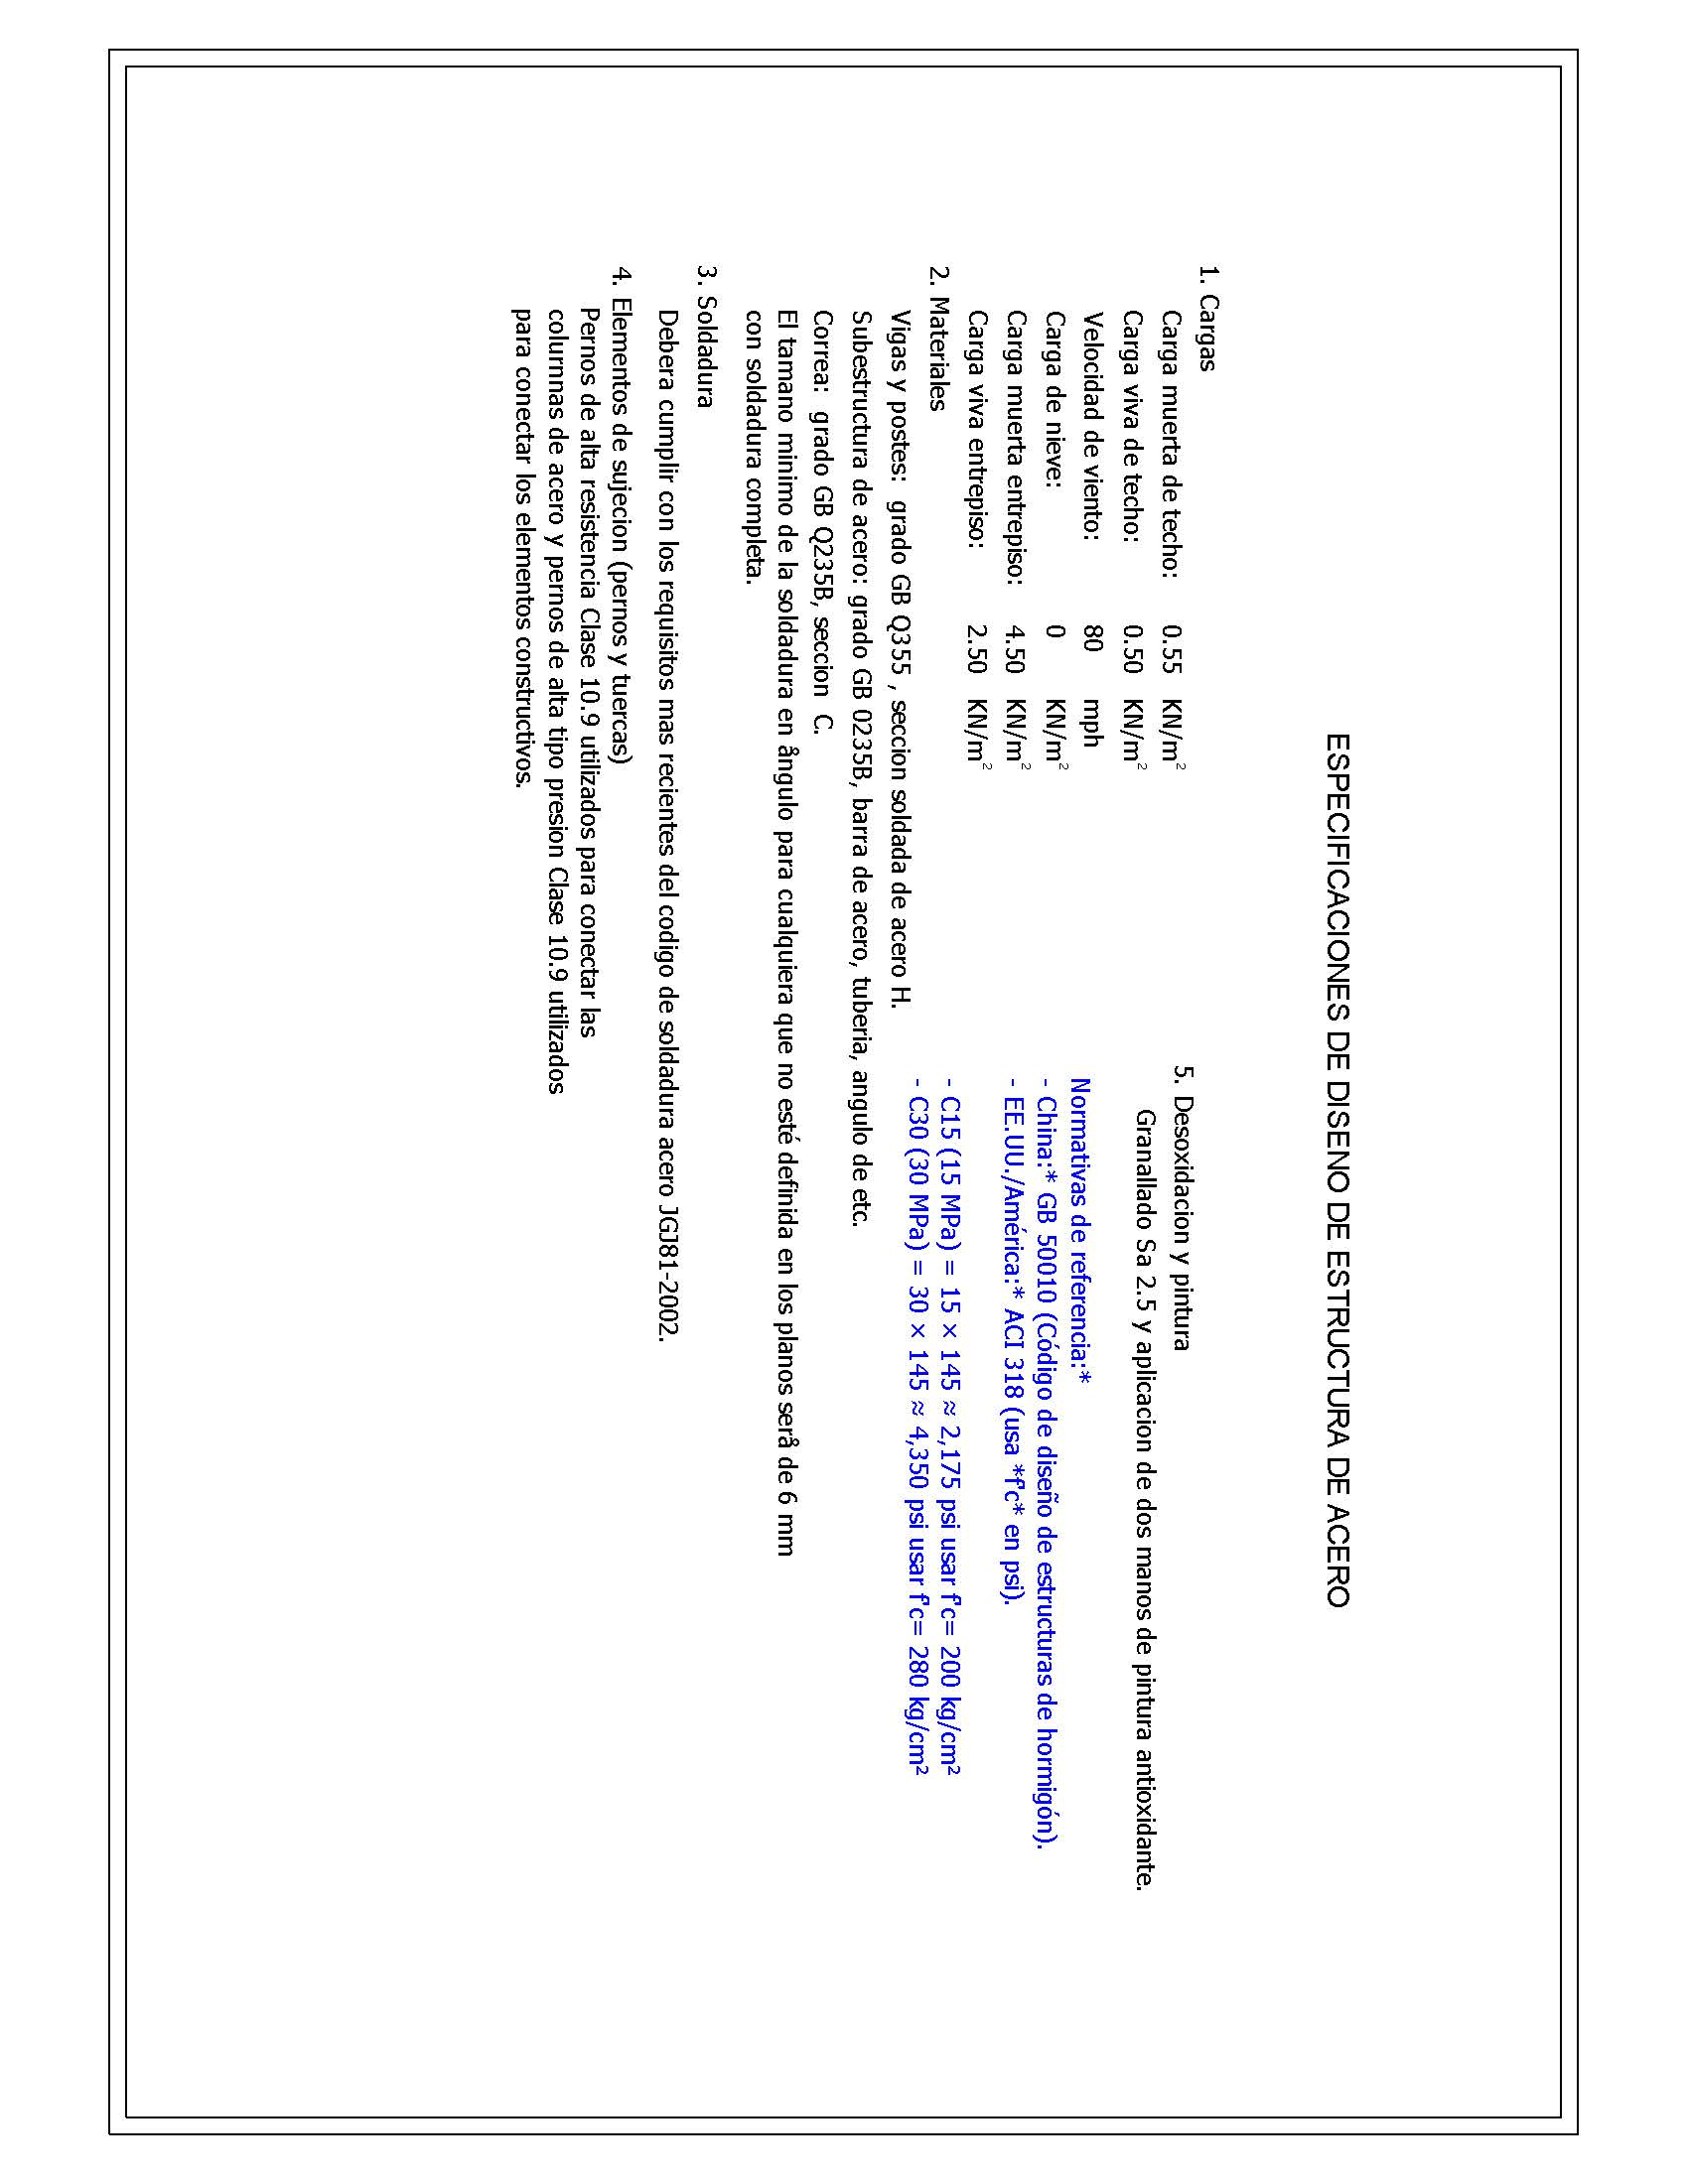 ESPECIFICACIONES DE DISENO DE ESTRUCTURA DE ACERO
1. Cargas
Carga muerta de techo: 0.55 KN/m²
Carga viva de techo: 0.50 KN/m²
Velocidad de viento: 80 mph
Carga de nieve: 0 KN/m²
Carga muerta entrepiso: 4.50 KN/m²
Carga viva entrepiso: 2.50 KN/m²
2. Materiales
Vigas y postes: grado GB Q355 , seccion soldada de acero H.
Subestructura de acero: grado GB 0235B, barra de acero, tuberia, angulo de etc.
Correa: grado GB Q235B, seccion C.
El tamano minimo de la soldadura en ångulo para cualquiera que no esté definida en los planos serå de 6 mm
con soldadura completa.
3. Soldadura
Debera cumplir con los requisitos mas recientes del codigo de soldadura acero JGJ81-2002.
4. Elementos de sujecion (pernos y tuercas)
Pernos de alta resistencia Clase 10.9 utilizados para conectar las
columnas de acero y pernos de alta tipo presion Clase 10.9 utilizados
para conectar los elementos constructivos.
5. Desoxidacion y pintura
Granallado Sa 2.5 y aplicacion de dos manos de pintura antioxidante.
Normativas de referencia:*
- China:* GB 50010 (Código de diseño de estructuras de hormigón).
- EE.UU./América:* ACI 318 (usa *f'c* en psi).
- C15 (15 MPa) = 15 × 145 ≈ 2,175 psi usar f'c= 200 kg/cm²
- C30 (30 MPa) = 30 × 145 ≈ 4,350 psi usar f'c= 280 kg/cm²